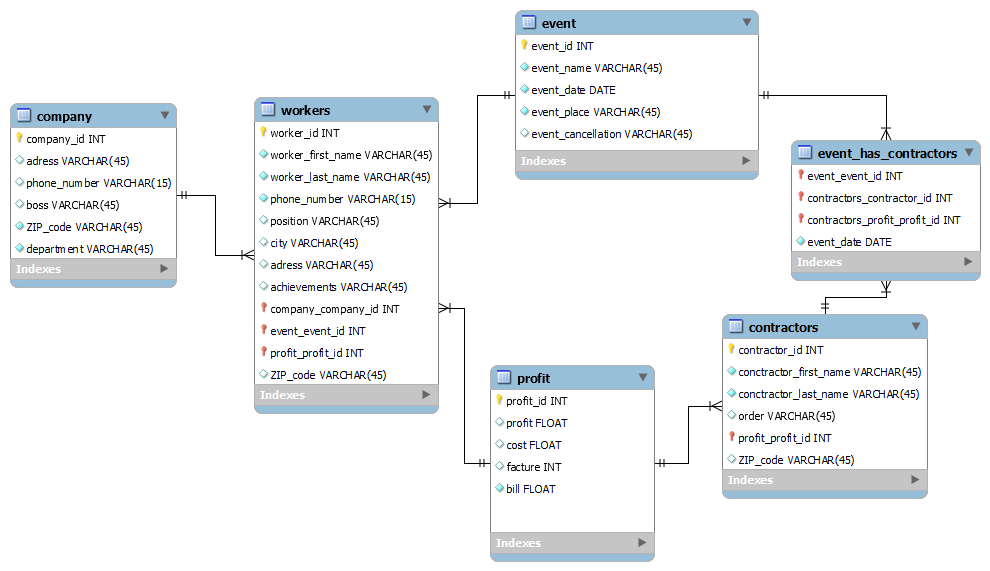 company
company_id INT
adress VARCHAR(45)
phone_number VARCHAR(15)
boss VARCHAR(45)
ZIP_code VARCHAR(45)
department VARCHAR(45)
Indexes
workers
worker_id INT
worker_first_name VARCHAR(45)
worker_last_name VARCHAR(45)
phone_number VARCHAR(15)
position VARCHAR(45)
city VARCHAR(45)
adress VARCHAR(45)
achievements VARCHAR(45)
company_company_id INT
event_event_id INT
profit_profit_id INT
ZIP_code VARCHAR(45)
Indexes
event
event_id INT
event_name VARCHAR(45)
event_date DATE
event_place VARCHAR(45)
event_cancellation VARCHAR(45)
Indexes
event_has_contractors
event_event_id INT
contractors_contractor_id INT
contractors_profit_profit_id INT
event_date DATE
Indexes
profit
profit_id INT
profit FLOAT
cost FLOAT
facture INT
bill FLOAT
Indexes
contractors
contractor_id INT
conctractor_first_name VARCHAR(45)
conctractor_last_name VARCHAR(45)
order VARCHAR(45)
profit_profit_id INT
ZIP_code VARCHAR(45)
Indexes